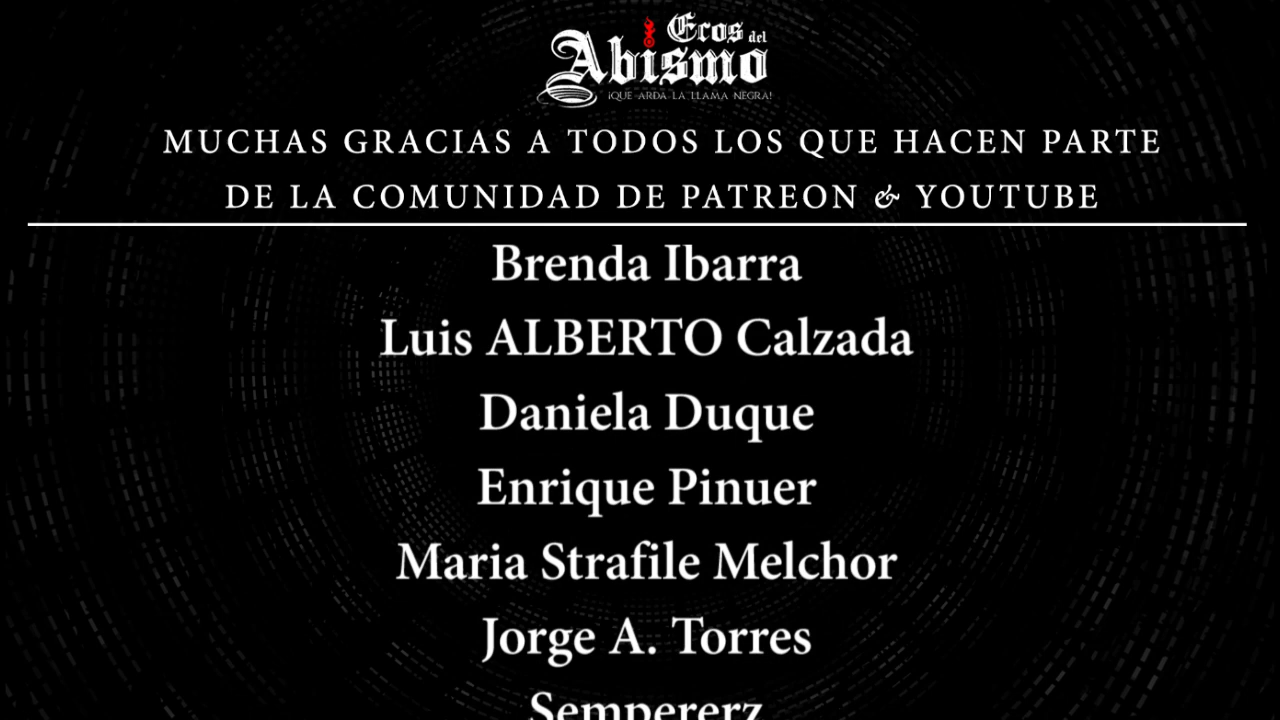 Ecos del
Abismo
¡QUE ARDA LA LLAMA NEGRA!
MUCHAS GRACIAS A TODOS LOS QUE HACEN PARTE
DE LA COMUNIDAD DE PATREON & YOUTUBE
Brenda Ibarra
Luis ALBERTO Calzada
Daniela Duque
Enrique Pinuer
Maria Strafile Melchor
Jorge A. Torres
Sempererz